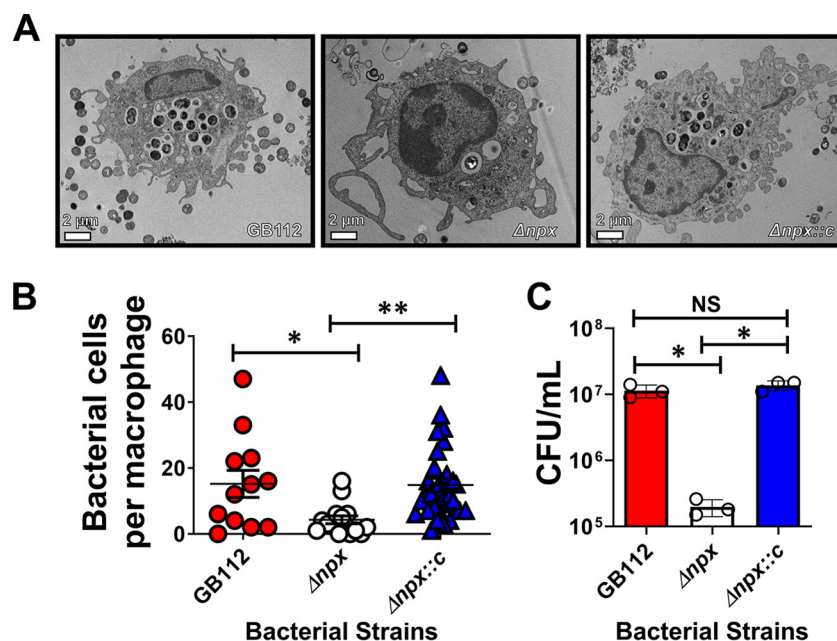 A
2 μm
GB112
2 μm
Δnpx
2 μm
Δnpx::c
B
Bacterial cells
per macrophage
60
40
20
0
*
**
GB112
Δnpx
Δnpx::c
Bacterial Strains
C
CFU/mL
10⁸
10⁷
10⁶
10⁵
NS
*
*
GB112
Δnpx
Δnpx::c
Bacterial Strains